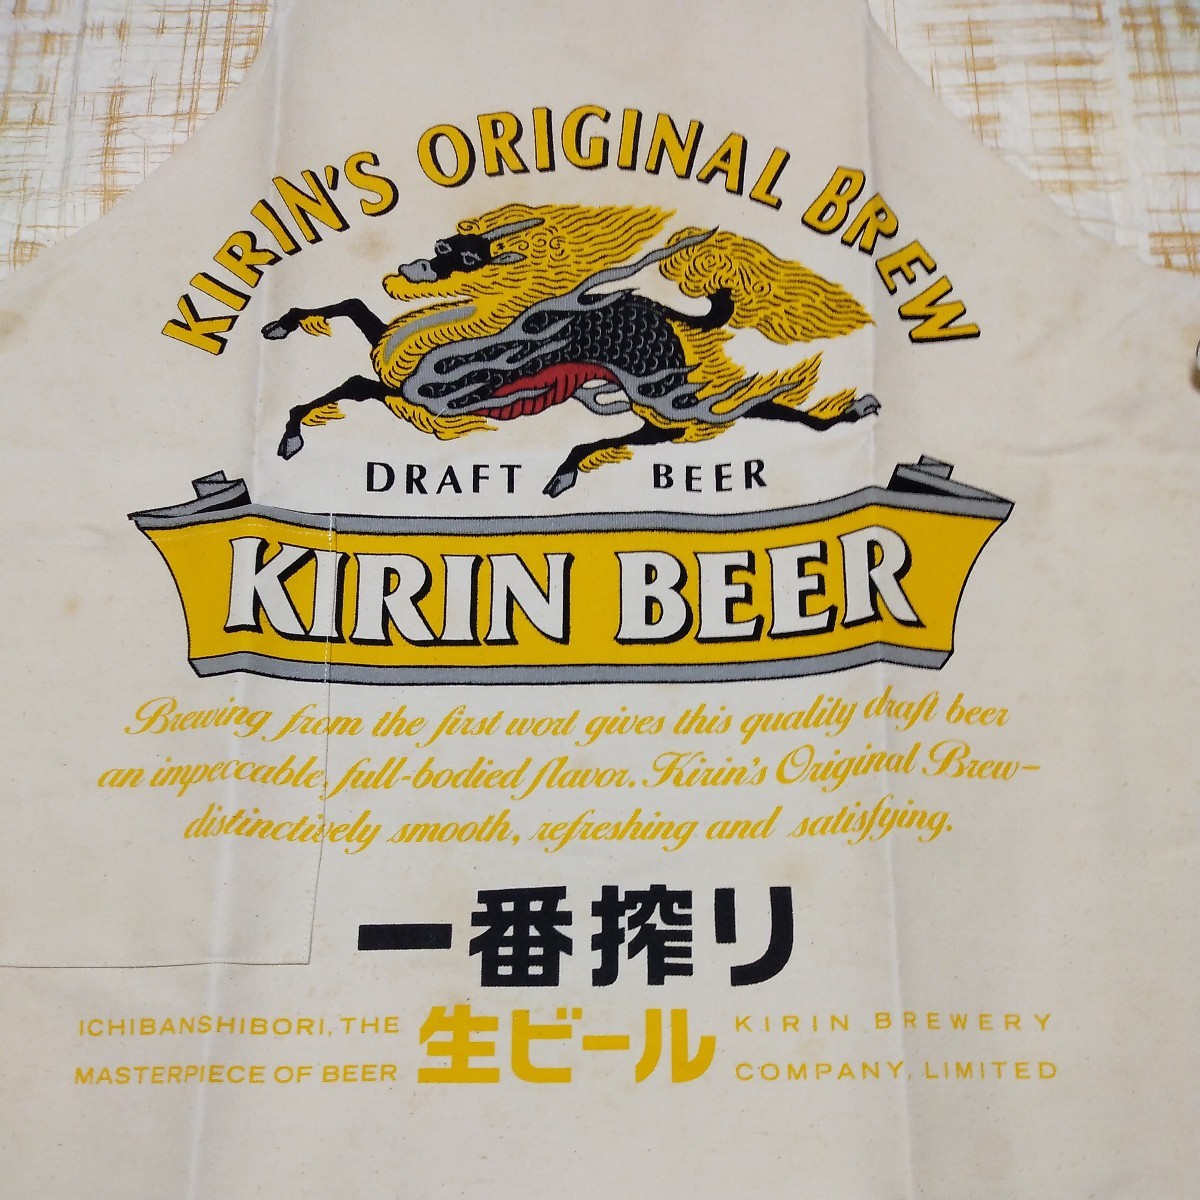 KIRIN'S ORIGINAL BREW
DRAFT BEER
KIRIN BEER
Brewing from the first wort gives this quality draft beer
an impeccable, full-bodied flavor. Kirin's Original Brew–
distinctively smooth, refreshing and satisfying.
一番搾り
ICHIBANSHIBORI, THE
MASTERPIECE OF BEER
生ビール
KIRIN BREWERY
COMPANY, LIMITED